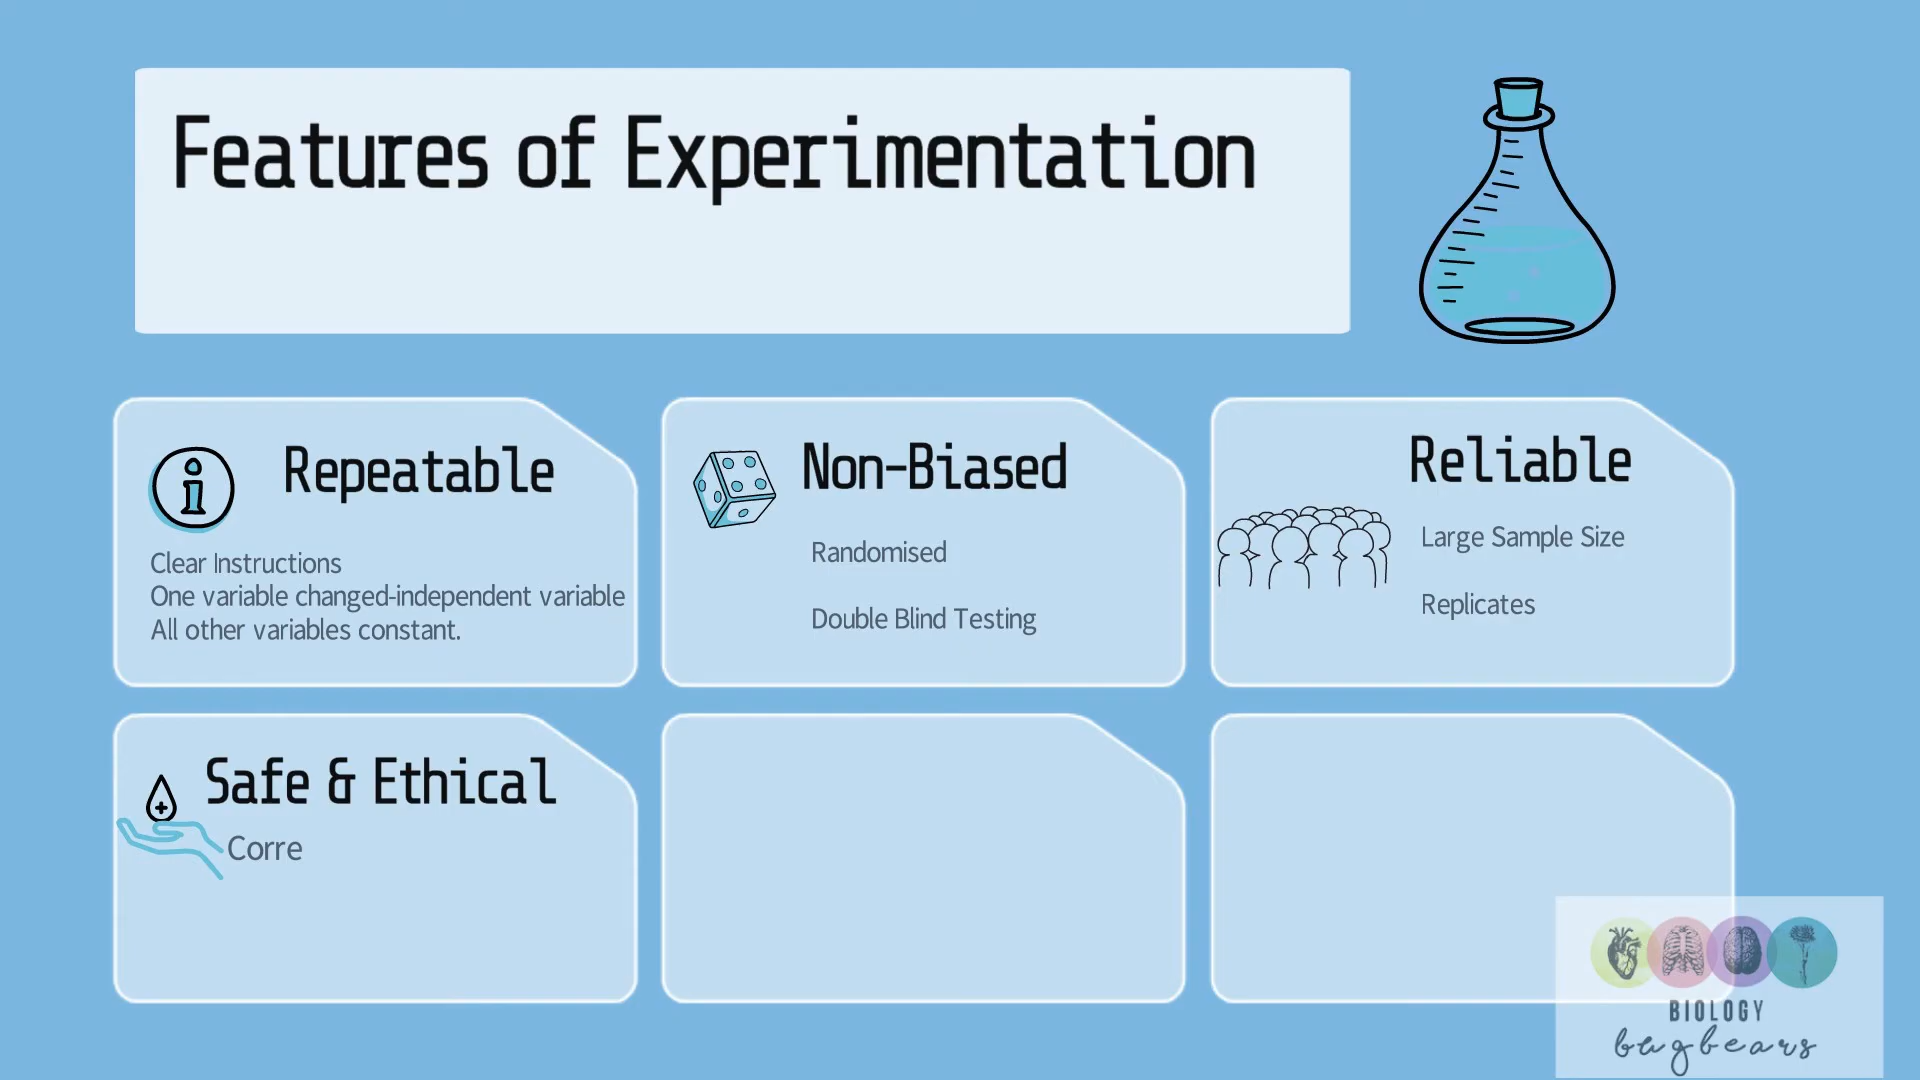 Features of Experimentation
Repeatable
Clear Instructions
One variable changed-independent variable
All other variables constant.
Non-Biased
Randomised
Double Blind Testing
Reliable
Large Sample Size
Replicates
Safe & Ethical
Corre
BIOLOGY
bugbears